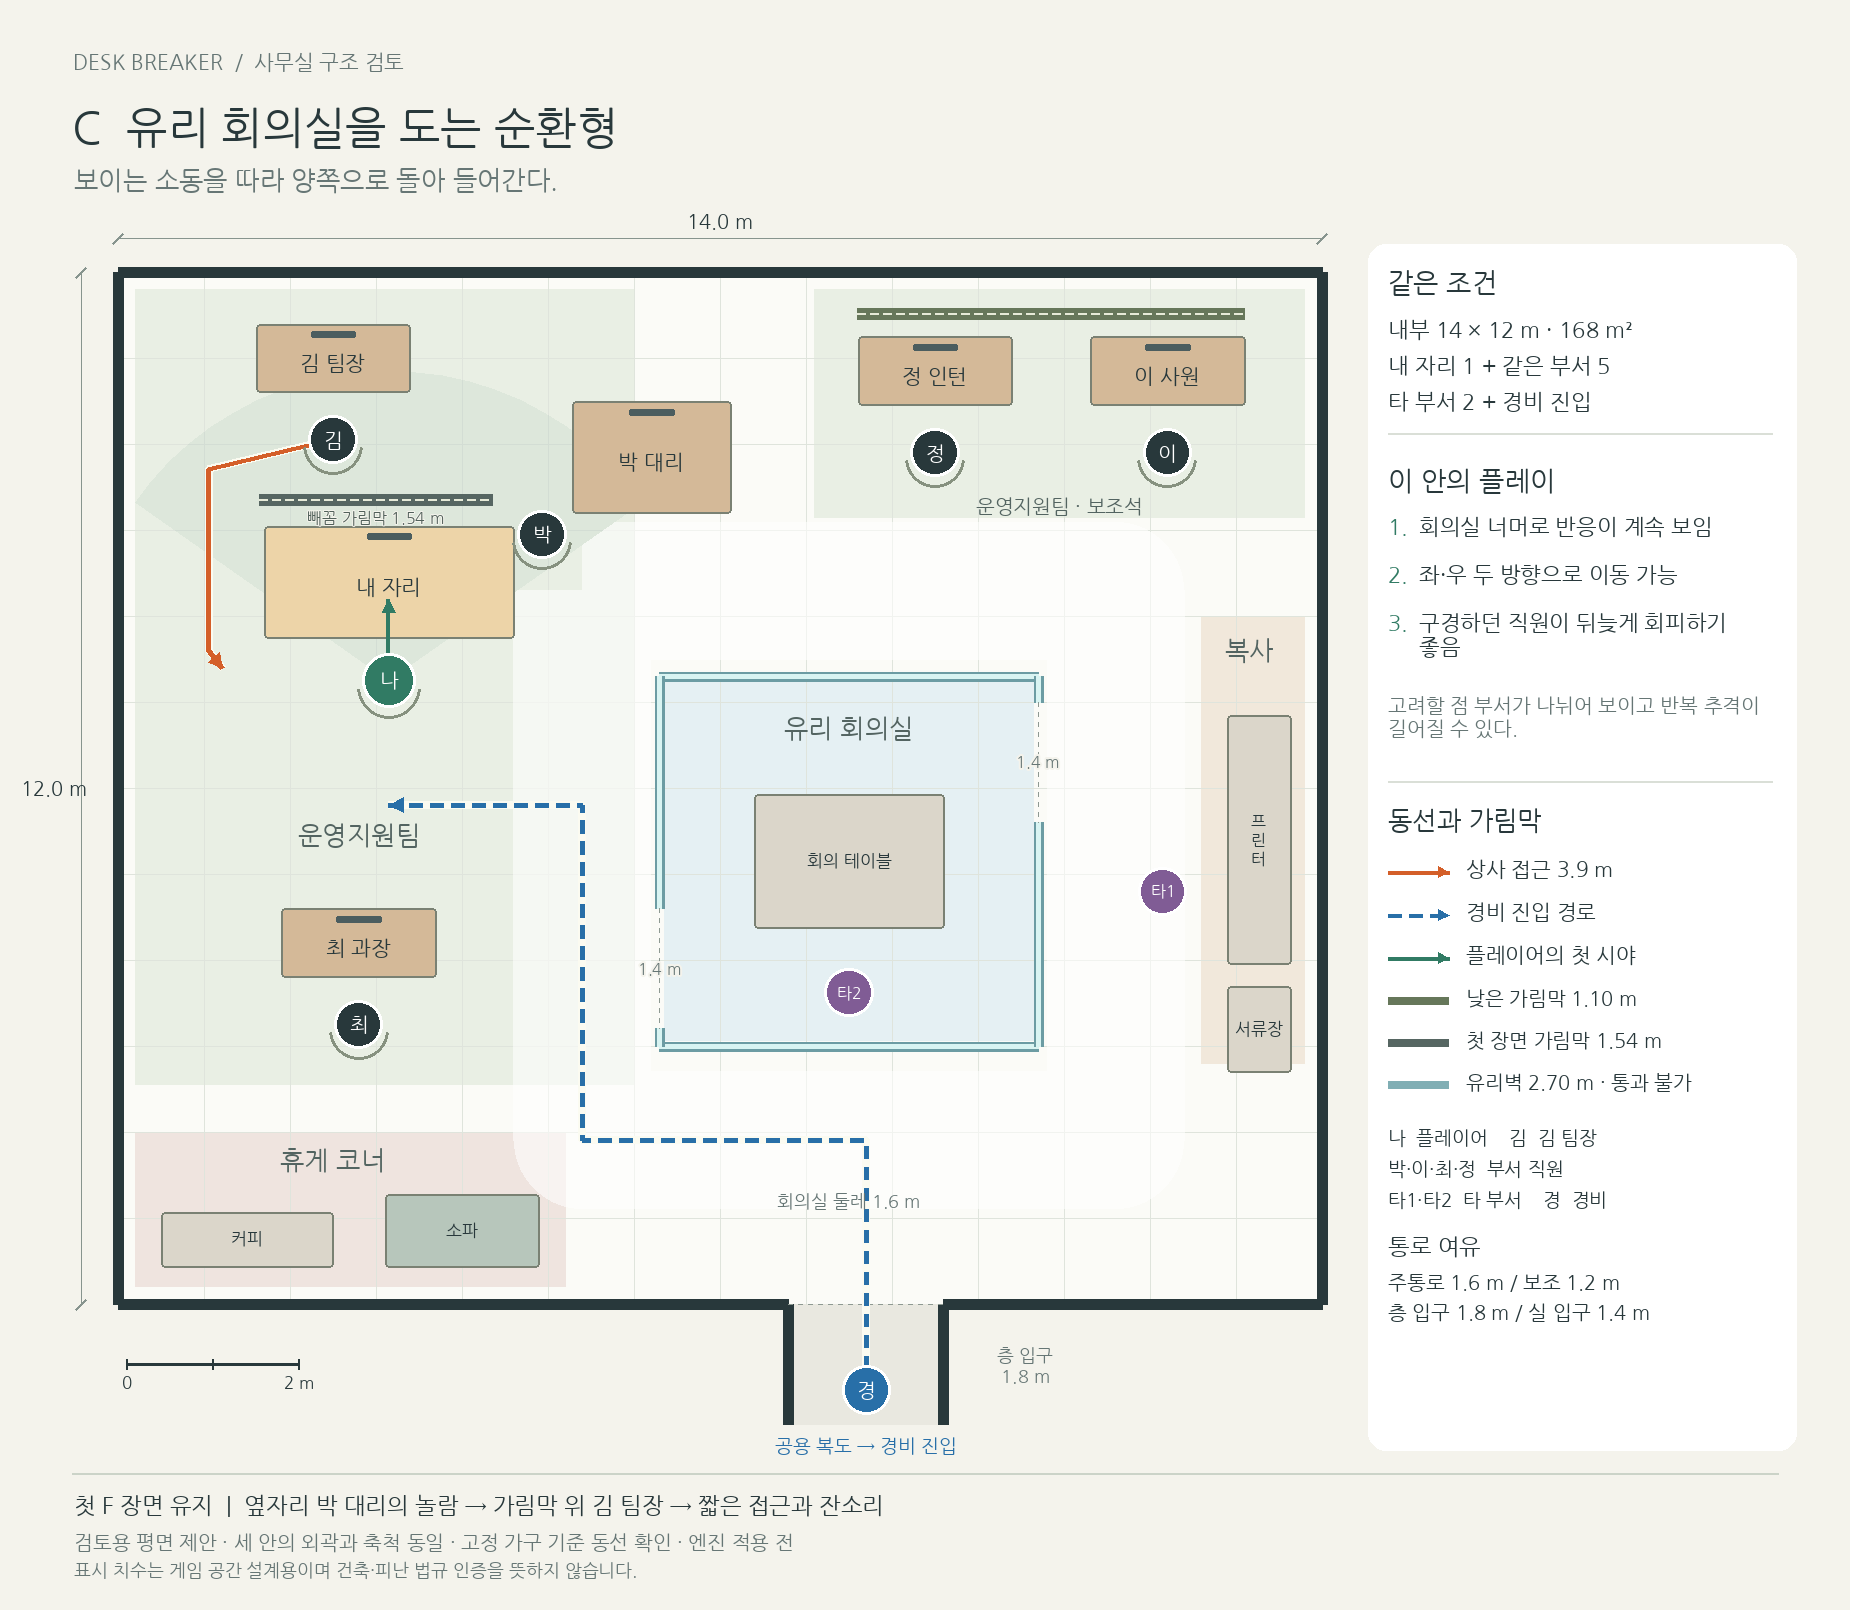 DESK BREAKER / 사무실 구조 검토
C 유리 회의실을 도는 순환형
보이는 소동을 따라 양쪽으로 돌아 들어간다.
14.0 m
12.0 m
김 팀장
김
빼꼼 가림막 1.54 m
내 자리
나
박 대리
박
정 인턴
이 사원
정
이
운영지원팀 · 보조석
복사
프린터
서류장
유리 회의실
1.4 m
회의 테이블
1.4 m
타1
타2
운영지원팀
최 과장
최
휴게 코너
커피
소파
회의실 둘레 1.6 m
층 입구
1.8 m
0
2 m
경
공용 복도 → 경비 진입
같은 조건
내부 14 × 12 m · 168 m²
내 자리 1 + 같은 부서 5
타 부서 2 + 경비 진입
이 안의 플레이
1. 회의실 너머로 반응이 계속 보임
2. 좌·우 두 방향으로 이동 가능
3. 구경하던 직원이 뒤늦게 회피하기
좋음
고려할 점 부서가 나뉘어 보이고 반복 추격이
길어질 수 있다.
동선과 가림막
상사 접근 3.9 m
경비 진입 경로
플레이어의 첫 시야
낮은 가림막 1.10 m
첫 장면 가림막 1.54 m
유리벽 2.70 m · 통과 불가
나 플레이어 김 김 팀장
박·이·최·정 부서 직원
타1·타2 타 부서 경 경비
통로 여유
주통로 1.6 m / 보조 1.2 m
층 입구 1.8 m / 실 입구 1.4 m
첫 F 장면 유지 | 옆자리 박 대리의 놀람 → 가림막 위 김 팀장 → 짧은 접근과 잔소리
검토용 평면 제안 · 세 안의 외곽과 축척 동일 · 고정 가구 기준 동선 확인 · 엔진 적용 전
표시 치수는 게임 공간 설계용이며 건축·피난 법규 인증을 뜻하지 않습니다.